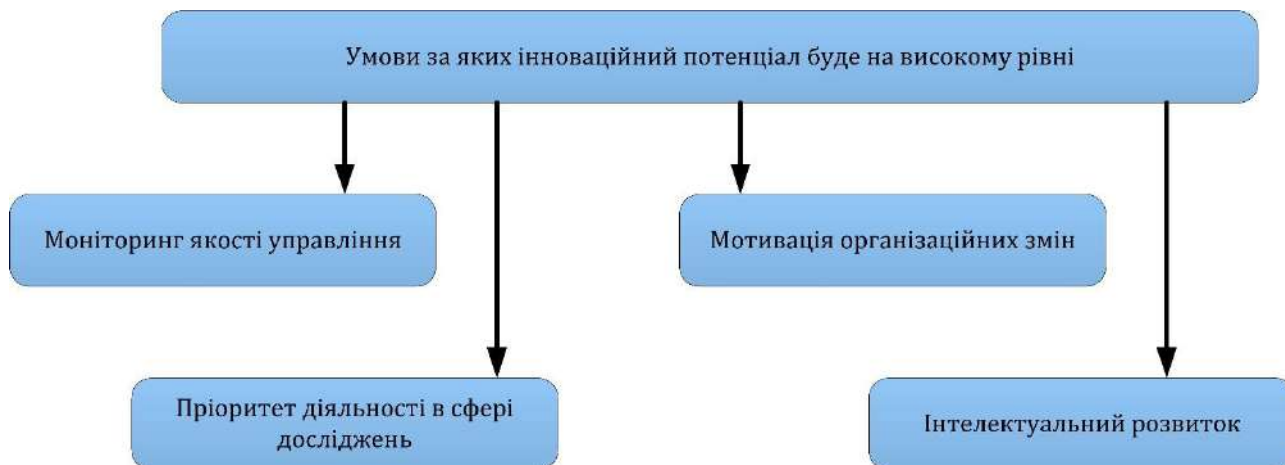 Умови за яких інноваційний потенціал буде на високому рівні
Моніторинг якості управління
Мотивація організаційних змін
Пріоритет діяльності в сфері
досліджень
Інтелектуальний розвиток